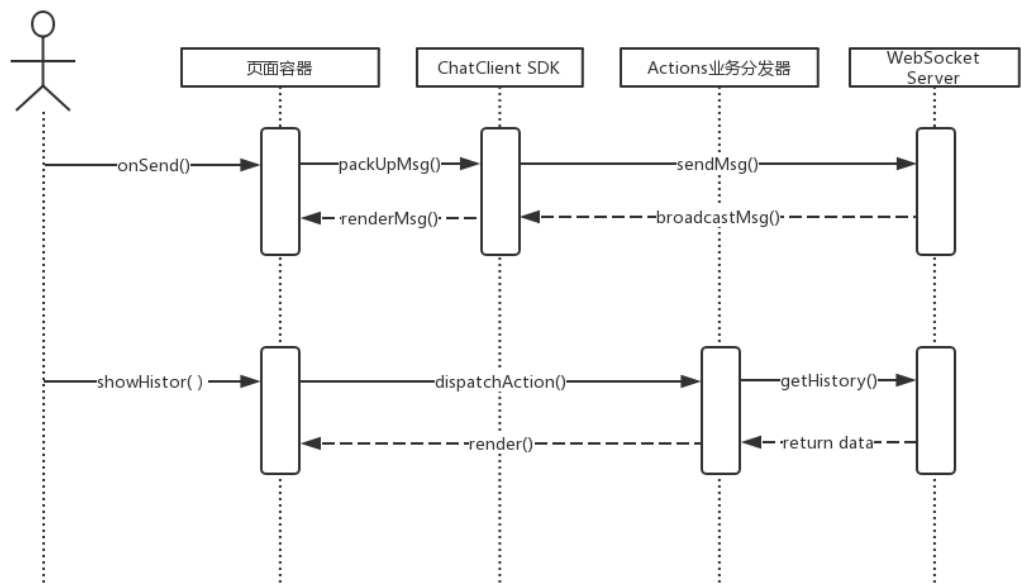 页面容器
ChatClient SDK
Actions业务分发器
WebSocket
Server
onSend()
packUpMsg()
sendMsg()
renderMsg()
broadcastMsg()
showHistor( )
dispatchAction()
getHistory()
render()
return data